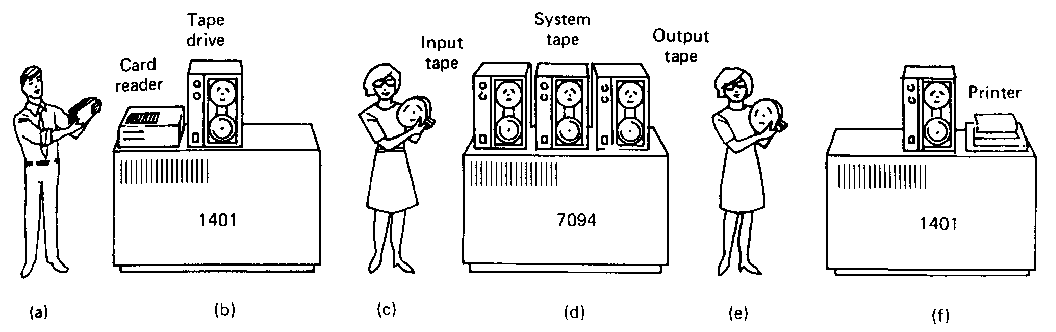 Tape
drive
Card
reader
Input
tape
System
tape
Output
tape
Printer
1401
7094
1401
(a)
(b)
(c)
(d)
(e)
(f)